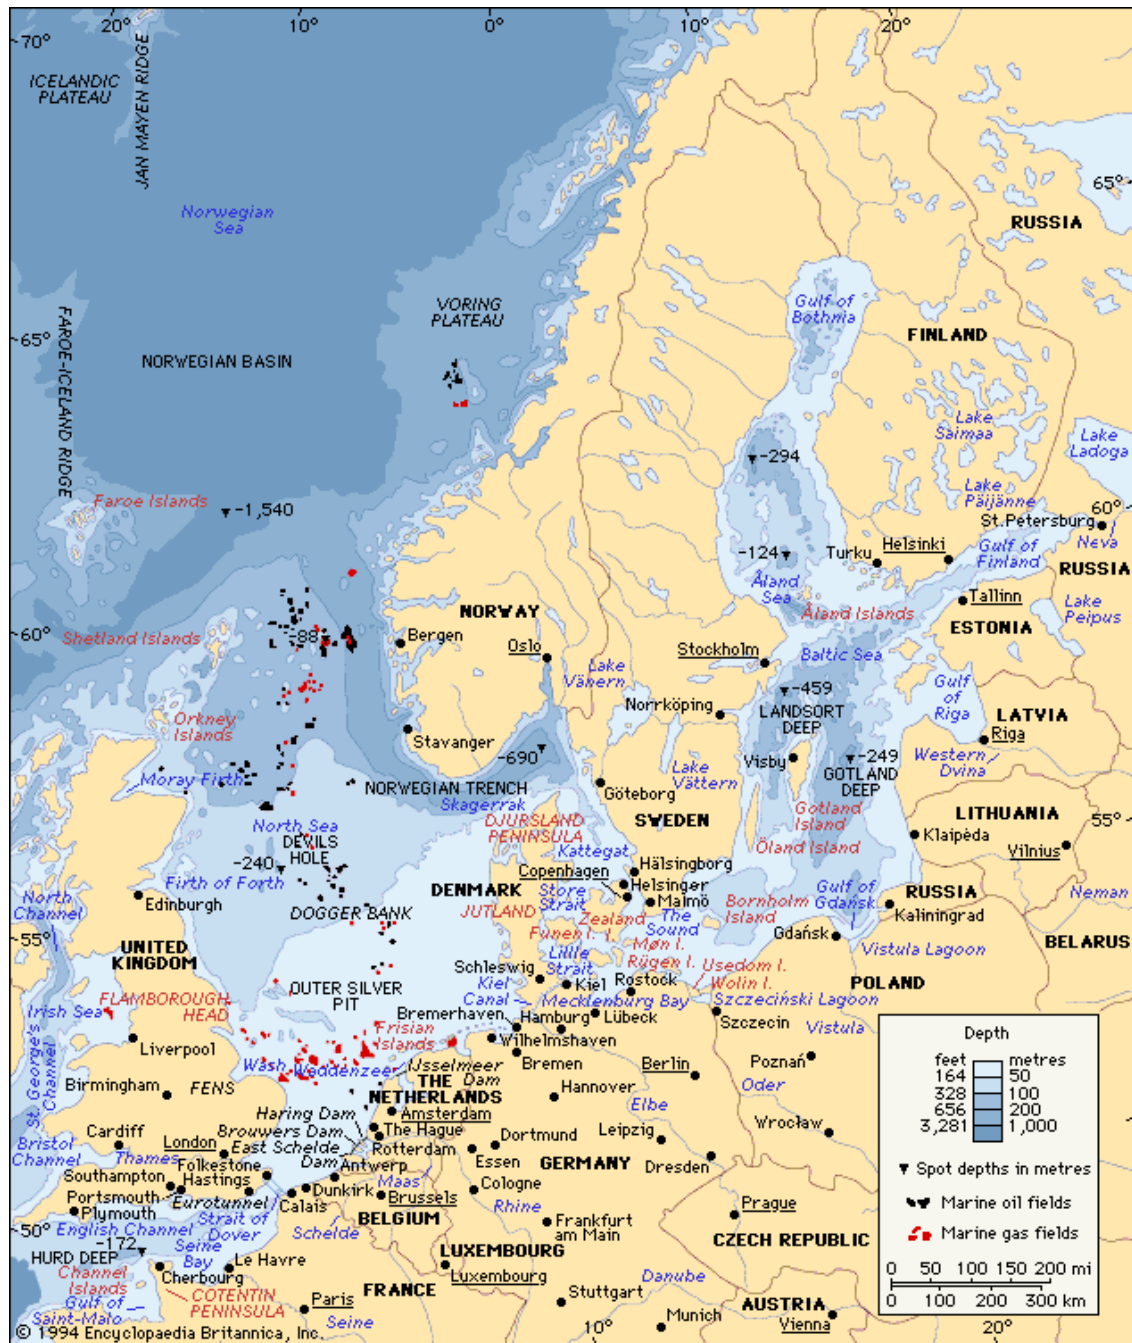 20°
10°
0°
10°
20°
70°
ICELANDIC
PLATEAU
JAN MAYEN RIDGE
65°
Norwegian
Sea
RUSSIA
VORING
PLATEAU
Gulf of
Bothnia
FINLAND
65°
NORWEGIAN BASIN
FAROE-ICELAND RIDGE
Lake
Saimaa
Lake
Ladoga
-294
Faroe Islands
-1,540
Lake
Päijänne
60°
St.Petersburg
Neva
-124
Turku
Helsinki
Gulf of
Finland
RUSSIA
Åland
Sea
Åland Islands
Tallinn
Lake
Peipus
60°
Shetland Islands
-88
NORWAY
Bergen
Oslo
ESTONIA
Stockholm
Baltic Sea
Lake
Vänern
Gulf
of
Riga
-459
LANDSORT
DEEP
Norrköping
LATVIA
Riga
Orkney
Islands
Stavanger
-690
Visby
-249
GOTLAND
DEEP
Western
Dvina
Moray Firth
NORWEGIAN TRENCH
Skagerrak
Göteborg
Lake
Vättern
LITHUANIA
North Sea
DEVILS
HOLE
DJURSLAND
PENINSULA
SWEDEN
Gotland
Island
55°
Klaipėda
Vilnius
Öland Island
Kattegat
-240
Firth of Forth
Hälsingborg
Copenhagen
Helsingør
Malmö
DENMARK
Store
Strait
North
Channel
Edinburgh
DOGGER BANK
JUTLAND
Zealand
Funen I.
I.
The
Sound
Bornholm
Island
Gulf of
Gdańsk
RUSSIA
Kaliningrad
Neman
55°
UNITED
KINGDOM
Lille
Strait
Møn I.
Rügen I.
Gdańsk
Vistula Lagoon
BELARUS
Schleswig
Kiel
Rostock
Usedom I.
Wolin I.
POLAND
OUTER SILVER
PIT
Kiel
Canal
Mecklenburg Bay
Szczeciński Lagoon
FLAMBOROUGH
HEAD
Irish Sea
Bremerhaven
Hamburg
Lübeck
Szczecin
Vistula
Frisian
Islands
Wilhelmshaven
Liverpool
Bremen
Berlin
Poznań
St. George's
Channel
Wash
Waddenzee
IJsselmeer
Dam
Birmingham
FENS
THE
NETHERLANDS
Hannover
Oder
Elbe
Haring Dam
Amsterdam
Brouwers Dam
The Hague
Cardiff
London
East Schelde
Dam
Rotterdam
Dortmund
Leipzig
Wrocław
Bristol
Channel
Thames
Folkestone
Antwerp
Essen
GERMANY
Dresden
Southampton
Hastings
Maas
Cologne
Portsmouth
Eurotunnel
Dunkirk
Brussels
Plymouth
Calais
Rhine
Prague
50°
English Channel
Strait of
Dover
Schelde
BELGIUM
Frankfurt
am Main
-172
HURD DEEP
Seine
Bay
Le Havre
LUXEMBOURG
CZECH REPUBLIC
Channel
Islands
Cherbourg
Luxembourg
Danube
Gulf of
Saint-Malo
COTENTIN
PENINSULA
FRANCE
Paris
Seine
Stuttgart
Munich
AUSTRIA
Vienna
Depth
feet
metres
164
50
328
100
656
200
3,281
1,000
Spot depths in metres
Marine oil fields
Marine gas fields
0 50 100 150 200 mi
0 100 200 300 km
© 1994 Encyclopaedia Britannica, Inc.
10°
20°